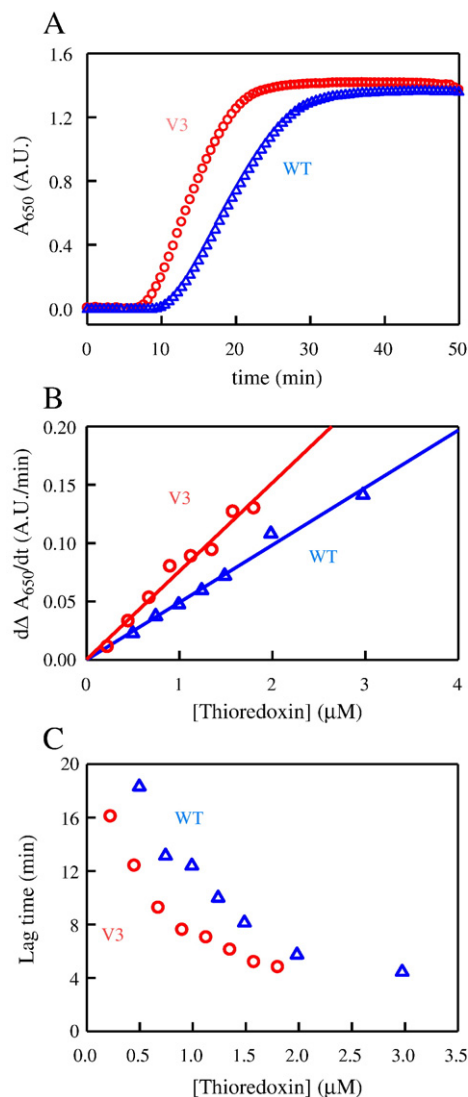 A
1.6
1.2
0.8
0.4
0.0
A650 (A.U.)
V3
WT
0 10 20 30 40 50
time (min)
B
0.20
0.15
0.10
0.05
0.00
dΔ A650/dt (A.U./min)
V3
WT
0 1 2 3 4
[Thioredoxin] (μM)
C
20
16
12
8
4
0
Lag time (min)
WT
V3
0.0 0.5 1.0 1.5 2.0 2.5 3.0 3.5
[Thioredoxin] (μM)